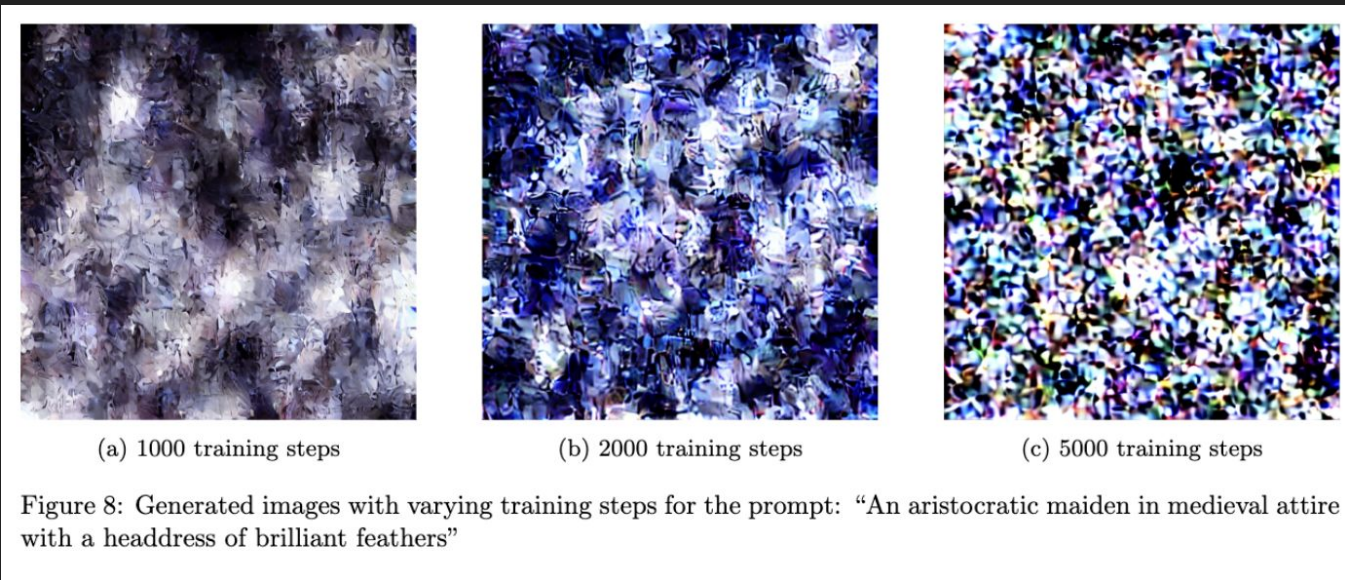 (a) 1000 training steps
(b) 2000 training steps
(c) 5000 training steps
Figure 8: Generated images with varying training steps for the prompt: “An aristocratic maiden in medieval attire
with a headdress of brilliant feathers”